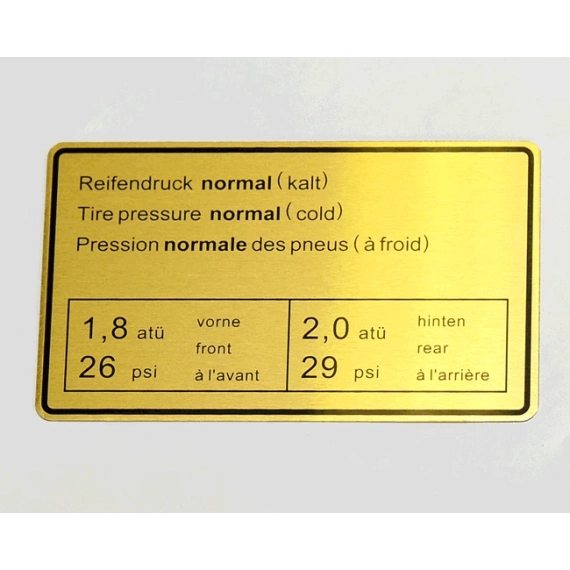 Reifendruck normal (kalt)
Tire pressure normal (cold)
Pression normale des pneus (à froid)
1,8 atü vorne
front
26 psi à l'avant
2,0 atü hinten
rear
29 psi à l'arrière